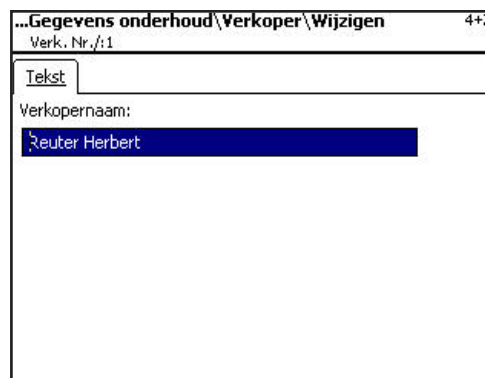 ...Gegevens onderhoud\Verkoper\Wijzigen
Verk. Nr./:1
Tekst
Verkopernaam:
Reuter Herbert